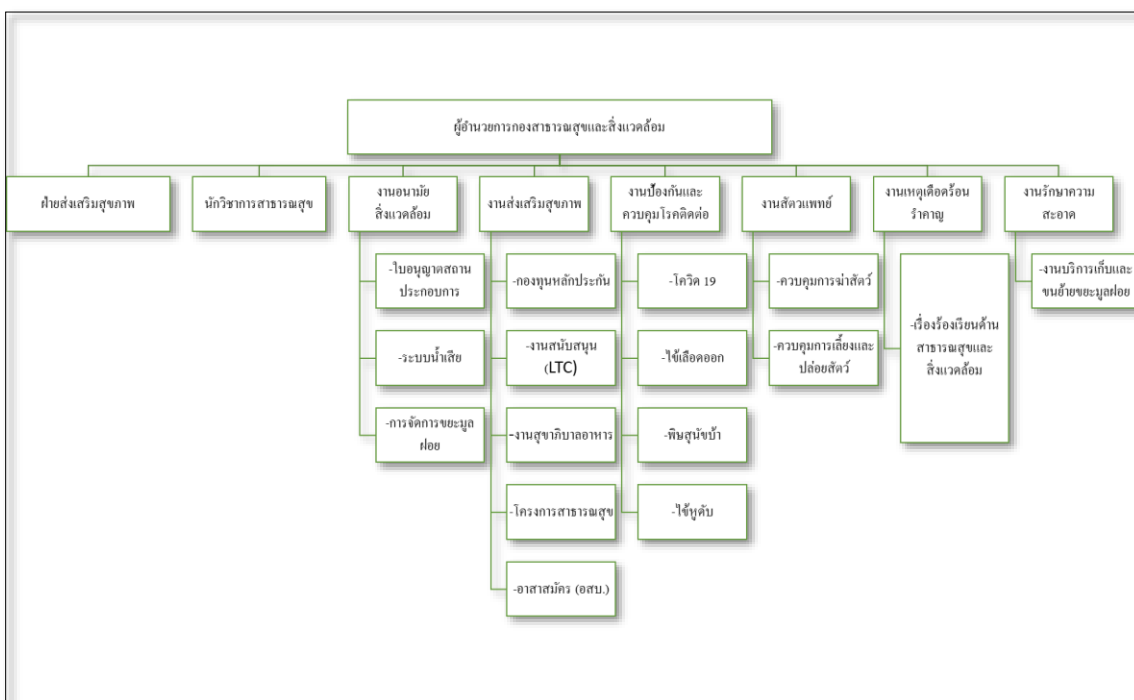 ผู้อำนวยการกองสาธารณสุขและสิ่งแวดล้อม
ฝ่ายส่งเสริมสุขภาพ
นักวิชาการสาธารณสุข
งานอนามัย
สิ่งแวดล้อม
-ใบอนุญาตสถาน
ประกอบการ
-ระบบน้ำเสีย
-การจัดการขยะมูล
ฝอย
งานส่งเสริมสุขภาพ
-กองทุนหลักประกัน
-งานสนับสนุน
(LTC)
-งานสุขาภิบาลอาหาร
-โครงการสาธารณสุข
-อาสาสมัคร (อสบ.)
งานป้องกันและ
ควบคุมโรคติดต่อ
-โควิด 19
-ไข้เลือดออก
-พิษสุนัขบ้า
-ไข้หูดับ
งานสัตวแพทย์
-ควบคุมการฆ่าสัตว์
-ควบคุมการเลี้ยงและ
ปล่อยสัตว์
งานเหตุเดือดร้อน
รำคาญ
-เรื่องร้องเรียนด้าน
สาธารณสุขและ
สิ่งแวดล้อม
งานรักษาความ
สะอาด
-งานบริการเก็บและ
ขนย้ายขยะมูลฝอย